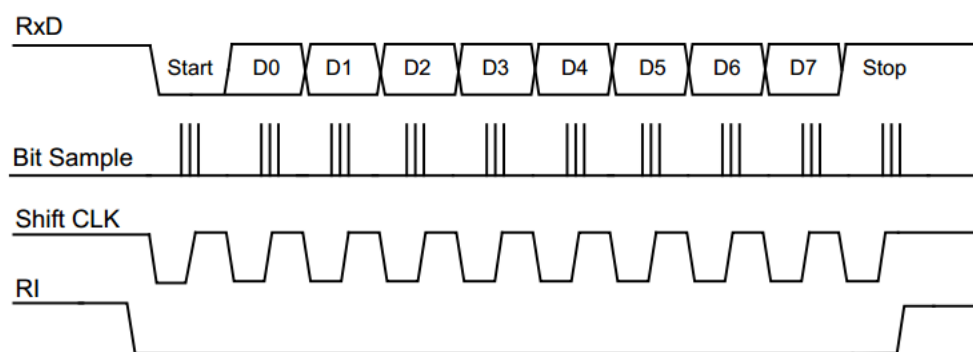 RxD
Start D0 D1 D2 D3 D4 D5 D6 D7 Stop
Bit Sample
Shift CLK
RI